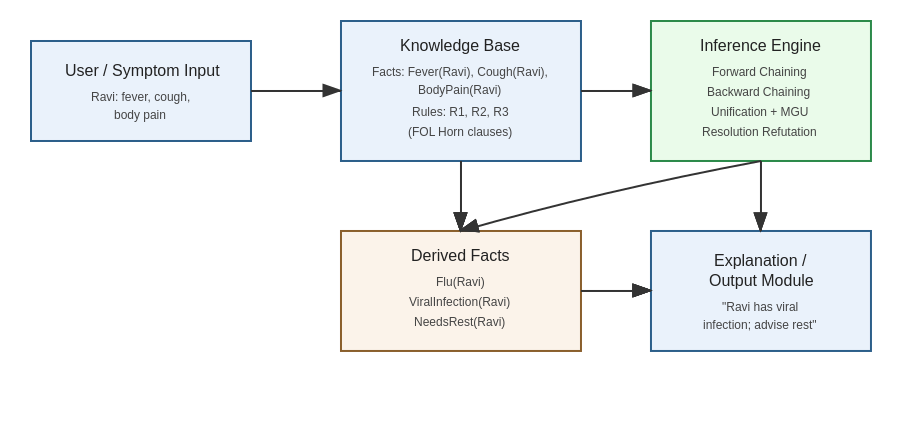 User / Symptom Input
Ravi: fever, cough,
body pain
Knowledge Base
Facts: Fever(Ravi), Cough(Ravi),
BodyPain(Ravi)
Rules: R1, R2, R3
(FOL Horn clauses)
Inference Engine
Forward Chaining
Backward Chaining
Unification + MGU
Resolution Refutation
Derived Facts
Flu(Ravi)
ViralInfection(Ravi)
NeedsRest(Ravi)
Explanation /
Output Module
"Ravi has viral
infection; advise rest"